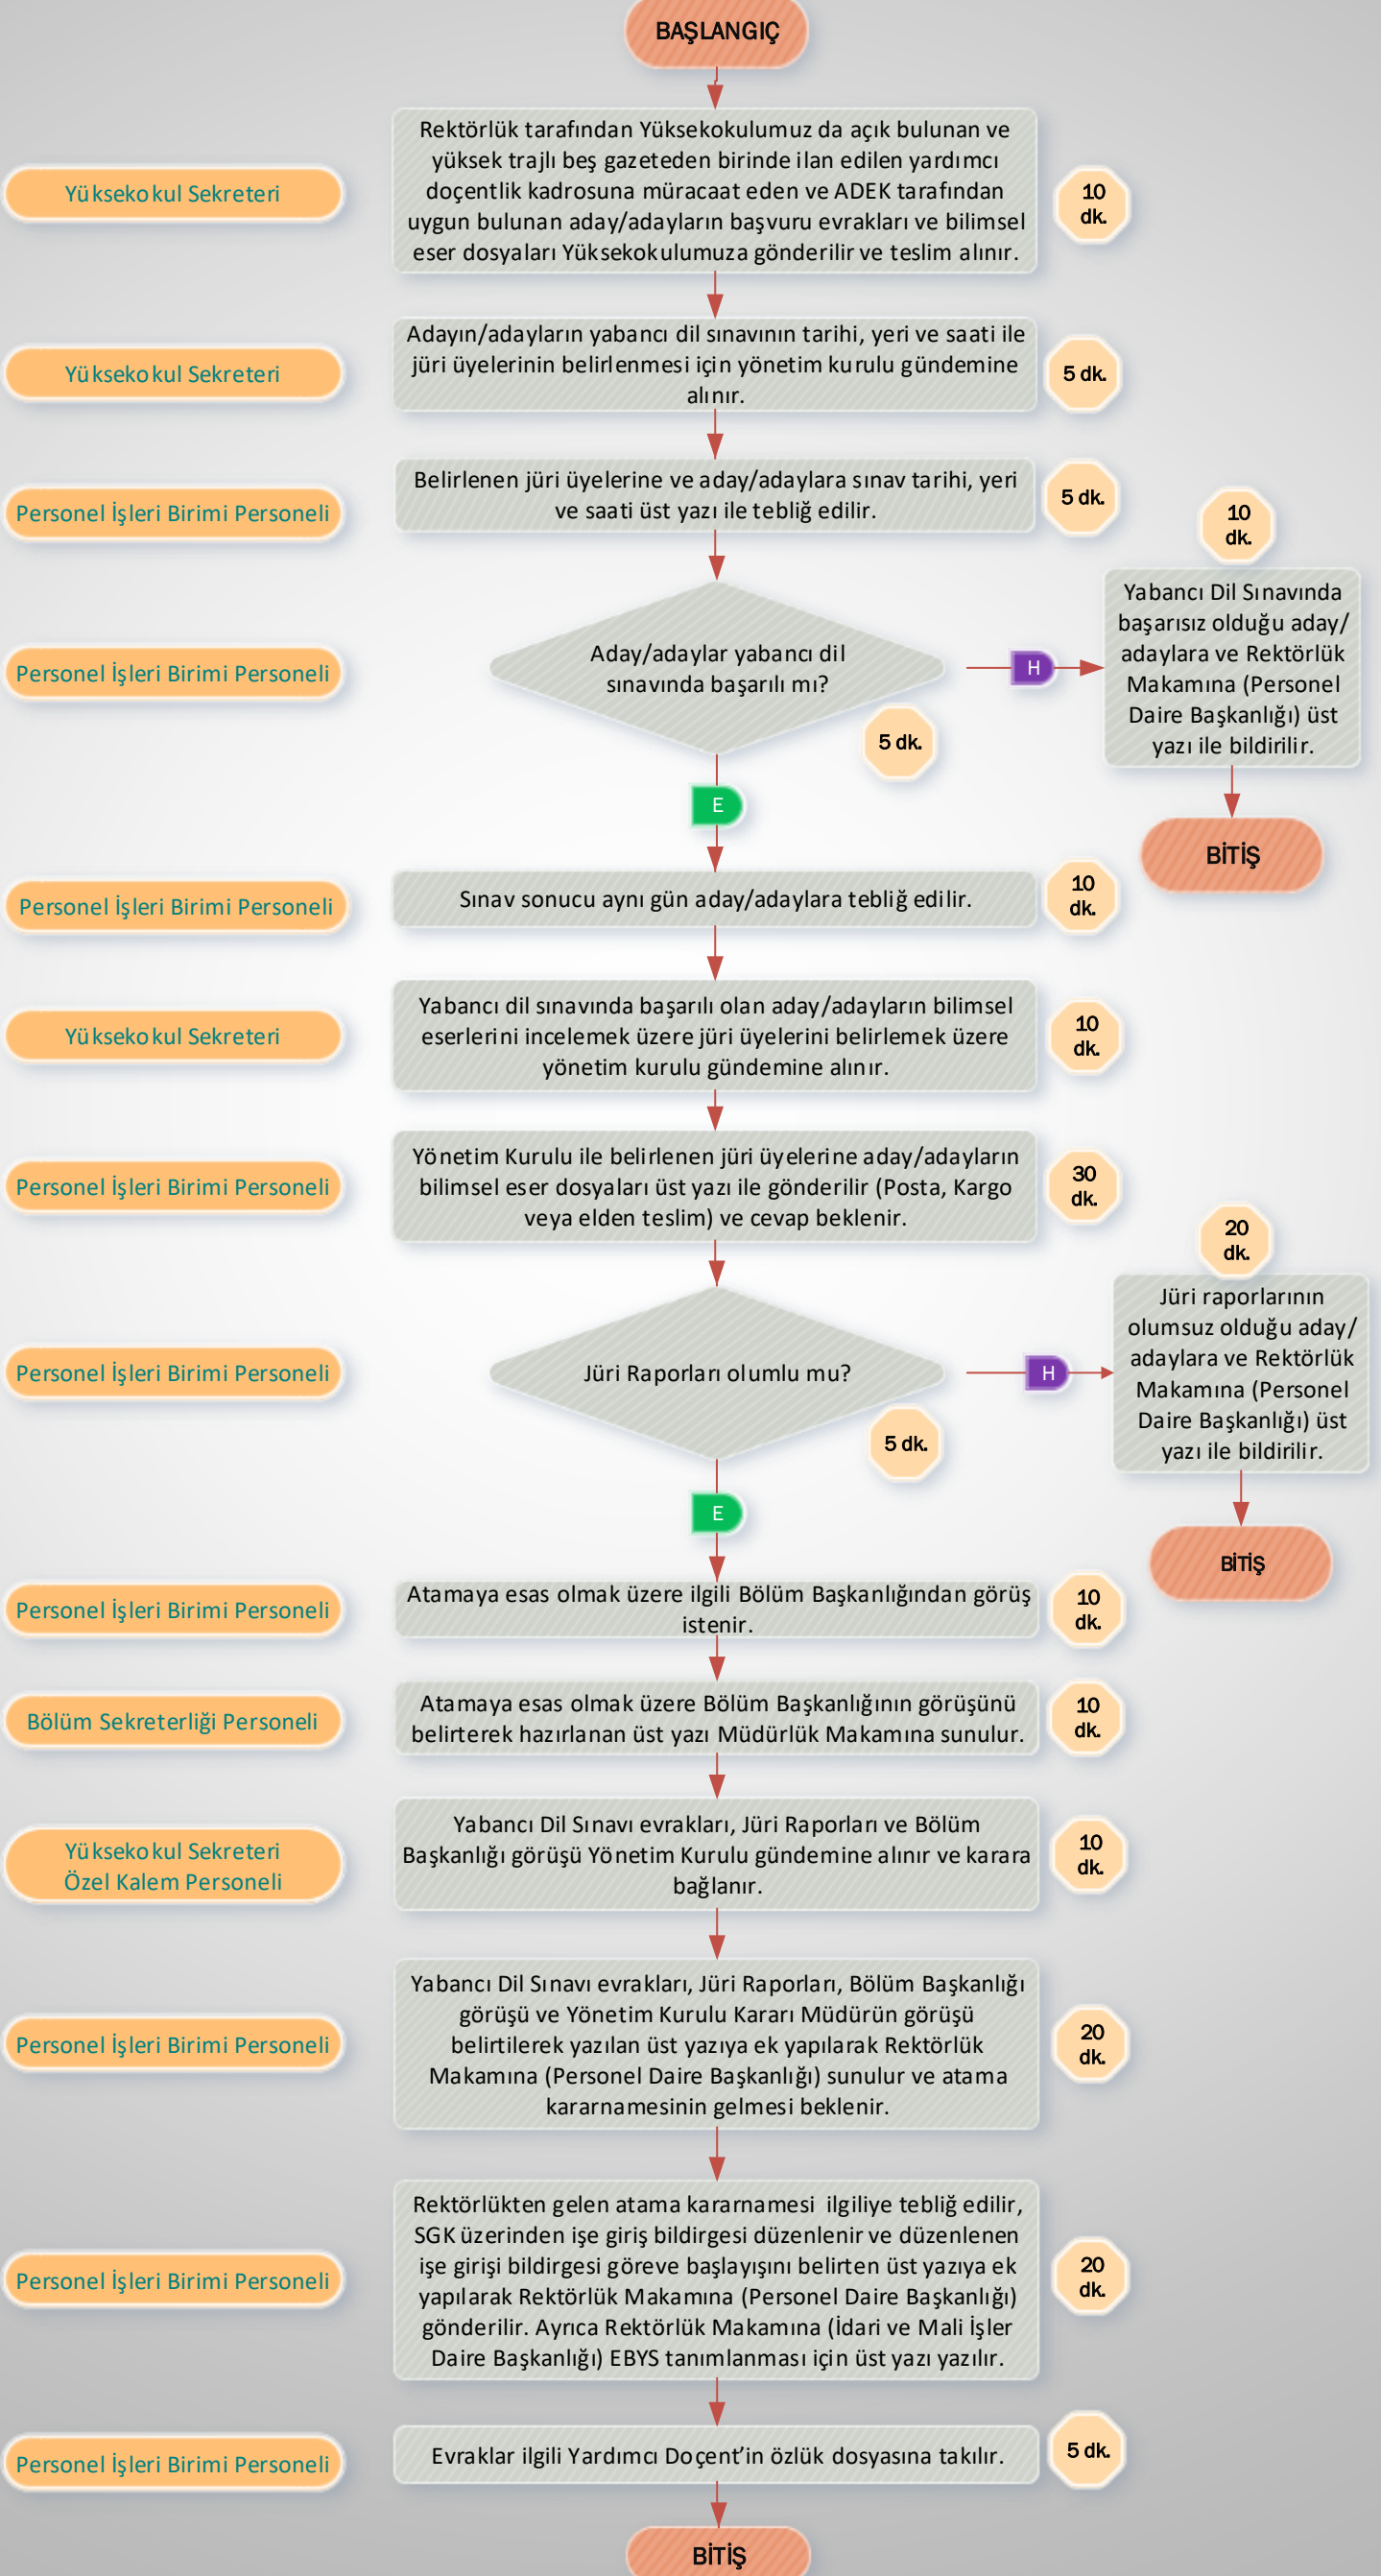 BAŞLANGIÇ
Yüksekokul Sekreteri
Rektörlük tarafından Yüksekokulumuz da açık bulunan ve
yüksek trajlı beş gazeteden birinde ilan edilen yardımcı
doçentlik kadrosuna müracaat eden ve ADEK tarafından
uygun bulunan aday/adayların başvuru evrakları ve bilimsel
eser dosyaları Yüksekokulumuza gönderilir ve teslim alınır.
10
dk.
Yüksekokul Sekreteri
Adayın/adayların yabancı dil sınavının tarihi, yeri ve saati ile
jüri üyelerinin belirlenmesi için yönetim kurulu gündemine
alınır.
5 dk.
Personel İşleri Birimi Personeli
Belirlenen jüri üyelerine ve aday/adaylara sınav tarihi, yeri
ve saati üst yazı ile tebliğ edilir.
5 dk.
Personel İşleri Birimi Personeli
Aday/adaylar yabancı dil
sınavında başarılı mı?
5 dk.
H
10
dk.
Yabancı Dil Sınavında
başarısız olduğu aday/
adaylara ve Rektörlük
Makamına (Personel
Daire Başkanlığı) üst
yazı ile bildirilir.
BİTİŞ
E
Personel İşleri Birimi Personeli
Sınav sonucu aynı gün aday/adaylara tebliğ edilir.
10
dk.
Yüksekokul Sekreteri
Yabancı dil sınavında başarılı olan aday/adayların bilimsel
eserlerini incelemek üzere jüri üyelerini belirlemek üzere
yönetim kurulu gündemine alınır.
10
dk.
Personel İşleri Birimi Personeli
Yönetim Kurulu ile belirlenen jüri üyelerine aday/adayların
bilimsel eser dosyaları üst yazı ile gönderilir (Posta, Kargo
veya elden teslim) ve cevap beklenir.
30
dk.
Personel İşleri Birimi Personeli
Jüri Raporları olumlu mu?
5 dk.
H
20
dk.
Jüri raporlarının
olumsuz olduğu aday/
adaylara ve Rektörlük
Makamına (Personel
Daire Başkanlığı) üst
yazı ile bildirilir.
BİTİŞ
E
Personel İşleri Birimi Personeli
Atamaya esas olmak üzere ilgili Bölüm Başkanlığından görüş
istenir.
10
dk.
Bölüm Sekreterliği Personeli
Atamaya esas olmak üzere Bölüm Başkanlığının görüşünü
belirterek hazırlanan üst yazı Müdürlük Makamına sunulur.
10
dk.
Yüksekokul Sekreteri
Özel Kalem Personeli
Yabancı Dil Sınavı evrakları, Jüri Raporları ve Bölüm
Başkanlığı görüşü Yönetim Kurulu gündemine alınır ve karara
bağlanır.
10
dk.
Personel İşleri Birimi Personeli
Yabancı Dil Sınavı evrakları, Jüri Raporları, Bölüm Başkanlığı
görüşü ve Yönetim Kurulu Kararı Müdürün görüşü
belirtilerek yazılan üst yazıya ek yapılarak Rektörlük
Makamına (Personel Daire Başkanlığı) sunulur ve atama
kararnamesinin gelmesi beklenir.
20
dk.
Personel İşleri Birimi Personeli
Rektörlükten gelen atama kararnamesi  ilgiliye tebliğ edilir,
SGK üzerinden işe giriş bildirgesi düzenlenir ve düzenlenen
işe girişi bildirgesi göreve başlayışını belirten üst yazıya ek
yapılarak Rektörlük Makamına (Personel Daire Başkanlığı)
gönderilir. Ayrıca Rektörlük Makamına (İdari ve Mali İşler
Daire Başkanlığı) EBYS tanımlanması için üst yazı yazılır.
20
dk.
Personel İşleri Birimi Personeli
Evraklar ilgili Yardımcı Doçent’in özlük dosyasına takılır.
5 dk.
BİTİŞ